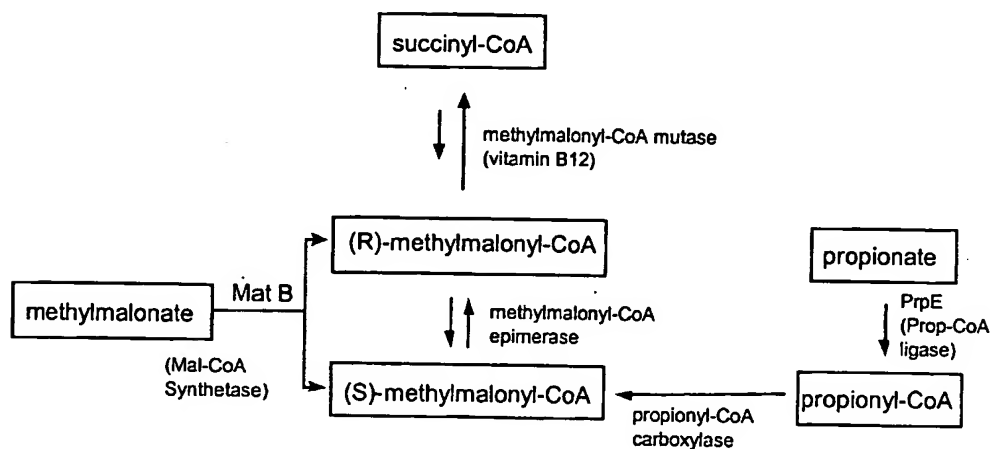 succinyl-CoA
methylmalonyl-CoA mutase
(vitamin B12)
(R)-methylmalonyl-CoA
propionate
Mat B
methylmalonate
methylmalonyl-CoA
epimerase
PrpE
(Prop-CoA
ligase)
(Mal-CoA
Synthetase)
(S)-methylmalonyl-CoA
propionyl-CoA
propionyl-CoA
carboxylase